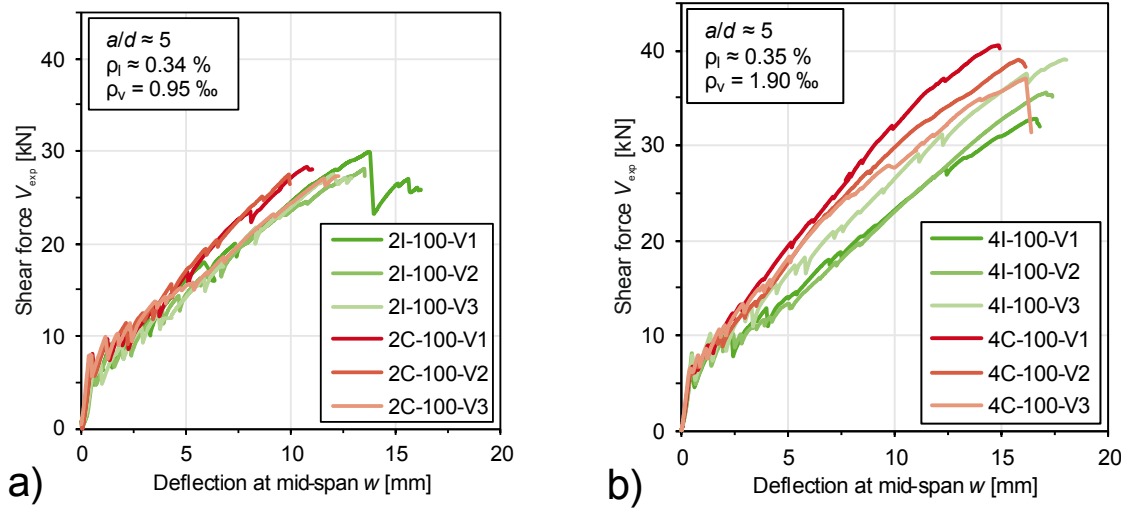 a/d ≈ 5
ρl ≈ 0.34 %
ρv = 0.95 ‰
40
30
20
10
0
Shear force Vexp [kN]
2I-100-V1
2I-100-V2
2I-100-V3
2C-100-V1
2C-100-V2
2C-100-V3
0 5 10 15 20
Deflection at mid-span w [mm]
a)
a/d ≈ 5
ρl ≈ 0.35 %
ρv = 1.90 ‰
40
30
20
10
0
Shear force Vexp [kN]
4I-100-V1
4I-100-V2
4I-100-V3
4C-100-V1
4C-100-V2
4C-100-V3
0 5 10 15 20
Deflection at mid-span w [mm]
b)